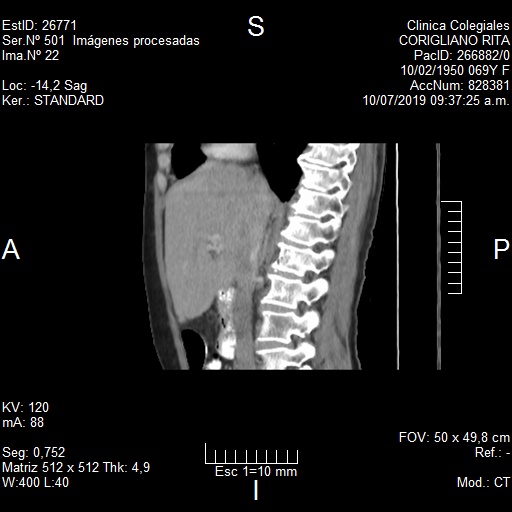 EstID: 26771
Ser.Nº 501 Imágenes procesadas
Ima.Nº 22
Loc: -14,2 Sag
Ker.: STANDARD
S
Clinica Colegiales
CORIGLIANO RITA
PacID: 266882/0
10/02/1950 069Y F
AccNum: 828381
10/07/2019 09:37:25 a.m.
A
P
KV: 120
mA: 88
Seg: 0,752
Matriz 512 x 512 Thk: 4,9
W:400 L:40
Esc 1=10 mm
I
FOV: 50 x 49,8 cm
Ref.: -
Mod.: CT